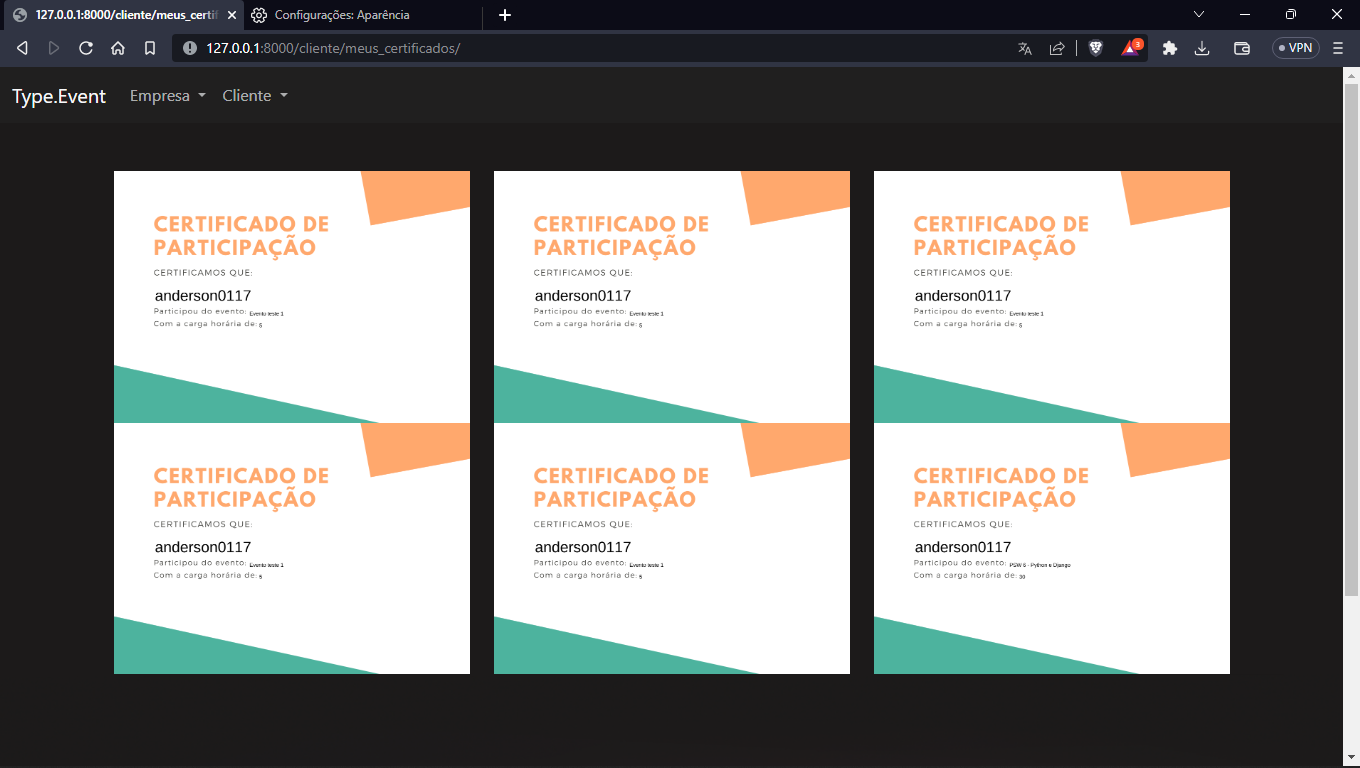 127.0.0.1:8000/cliente/meus_certifi
Configurações: Aparência
127.0.0.1:8000/cliente/meus_certificados/
3
VPN
Type.Event Empresa Cliente
CERTIFICADO DE
PARTICIPAÇÃO
CERTIFICAMOS QUE:
anderson0117
Participou do evento: Evento teste 1
Com a carga horária de: 5
CERTIFICADO DE
PARTICIPAÇÃO
CERTIFICAMOS QUE:
anderson0117
Participou do evento: Evento teste 1
Com a carga horária de: 5
CERTIFICADO DE
PARTICIPAÇÃO
CERTIFICAMOS QUE:
anderson0117
Participou do evento: Evento teste 1
Com a carga horária de: 5
CERTIFICADO DE
PARTICIPAÇÃO
CERTIFICAMOS QUE:
anderson0117
Participou do evento: Evento teste 1
Com a carga horária de: 5
CERTIFICADO DE
PARTICIPAÇÃO
CERTIFICAMOS QUE:
anderson0117
Participou do evento: Evento teste 1
Com a carga horária de: 5
CERTIFICADO DE
PARTICIPAÇÃO
CERTIFICAMOS QUE:
anderson0117
Participou do evento: PSW 6 - Python e Django
Com a carga horária de: 30